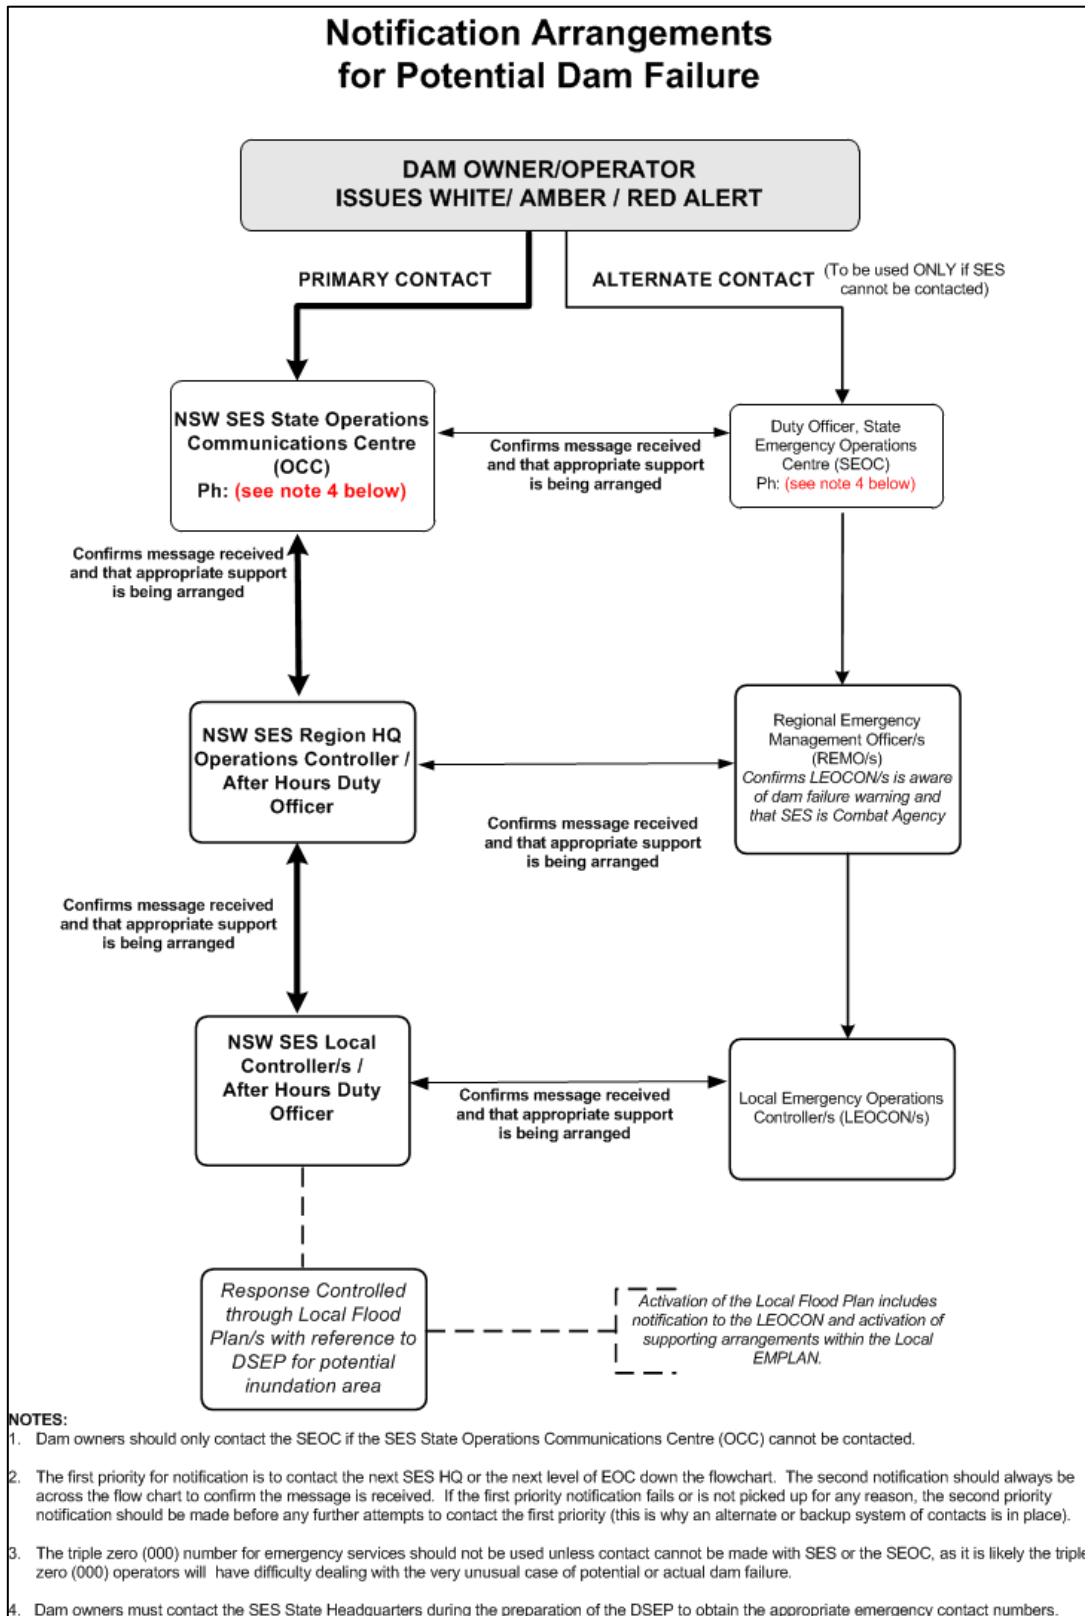 Notification Arrangements
for Potential Dam Failure
DAM OWNER/OPERATOR
ISSUES WHITE/ AMBER / RED ALERT
PRIMARY CONTACT
ALTERNATE CONTACT
(To be used ONLY if SES
cannot be contacted)
NSW SES State Operations
Communications Centre
(OCC)
Ph: (see note 4 below)
Confirms message received
and that appropriate support
is being arranged
Duty Officer, State
Emergency Operations
Centre (SEOC)
Ph: (see note 4 below)
Confirms message received
and that appropriate support
is being arranged
NSW SES Region HQ
Operations Controller /
After Hours Duty
Officer
Confirms message received
and that appropriate support
is being arranged
Regional Emergency
Management Officer/s
(REMO/s)
Confirms LEOCON/s is aware
of dam failure warning and
that SES is Combat Agency
Confirms message received
and that appropriate support
is being arranged
NSW SES Local
Controller/s /
After Hours Duty
Officer
Confirms message received
and that appropriate support
is being arranged
Local Emergency Operations
Controller/s (LEOCON/s)
Response Controlled
through Local Flood
Plan/s with reference to
DSEP for potential
inundation area
Activation of the Local Flood Plan includes
notification to the LEOCON and activation of
supporting arrangements within the Local
EMPLAN.
NOTES:
1. Dam owners should only contact the SEOC if the SES State Operations Communications Centre (OCC) cannot be contacted.
2. The first priority for notification is to contact the next SES HQ or the next level of EOC down the flowchart. The second notification should always be
across the flow chart to confirm the message is received. If the first priority notification fails or is not picked up for any reason, the second priority
notification should be made before any further attempts to contact the first priority (this is why an alternate or backup system of contacts is in place).
3. The triple zero (000) number for emergency services should not be used unless contact cannot be made with SES or the SEOC, as it is likely the triple
zero (000) operators will have difficulty dealing with the very unusual case of potential or actual dam failure.
4. Dam owners must contact the SES State Headquarters during the preparation of the DSEP to obtain the appropriate emergency contact numbers.